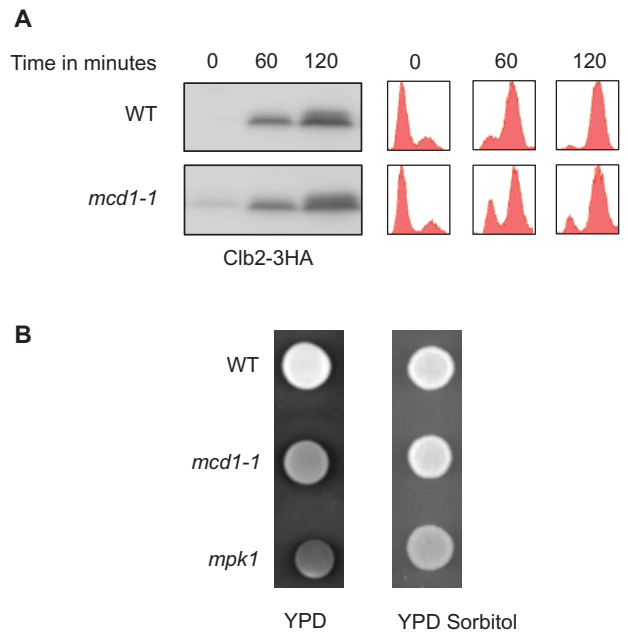 A
Time in minutes 0 60 120 0 60 120
WT
mcd1-1
Clb2-3HA
B
WT
mcd1-1
mpk1
YPD YPD Sorbitol